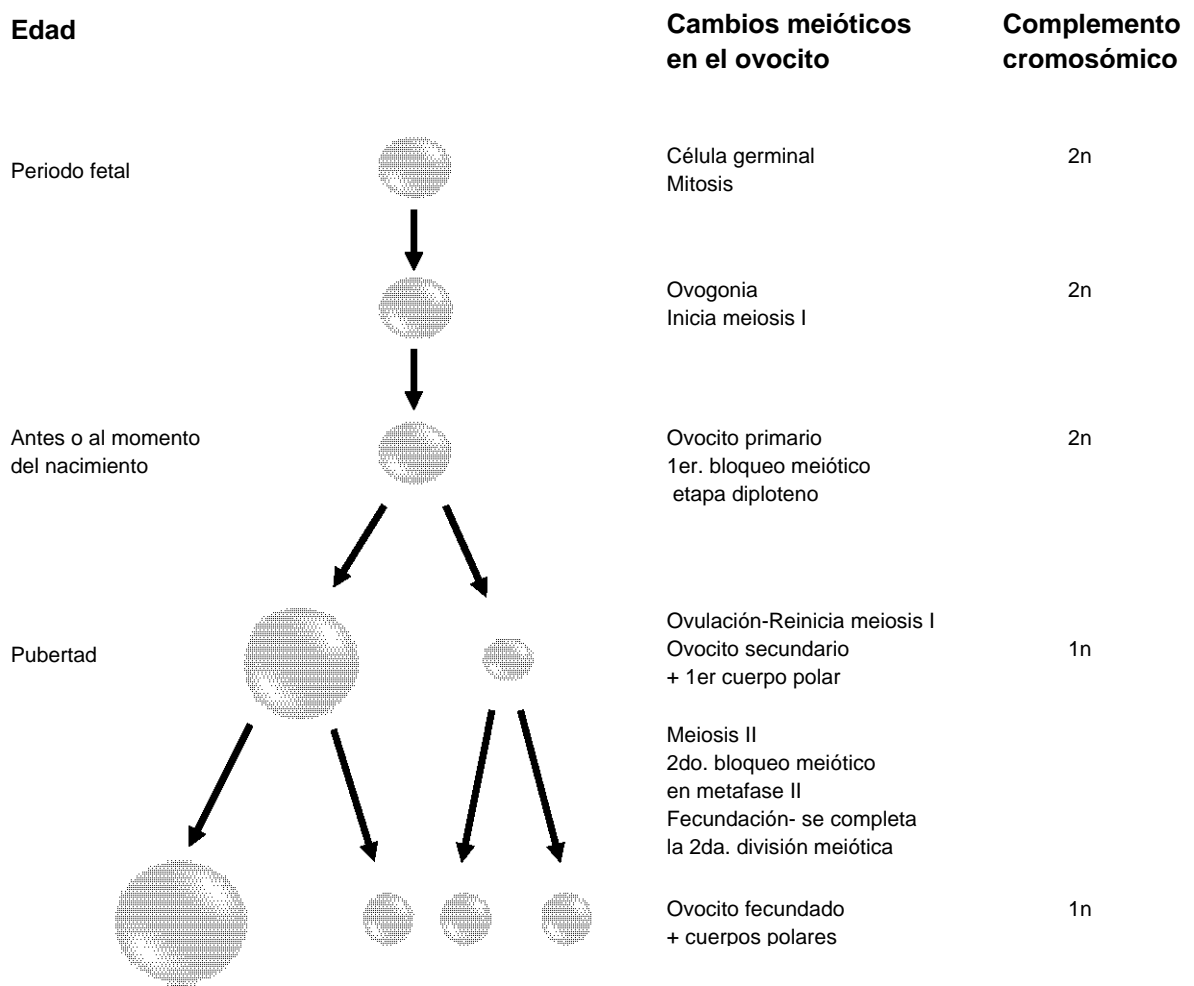 Edad
Cambios meióticos
en el ovocito
Complemento
cromosómico
Periodo fetal
Célula germinal
Mitosis
2n
Ovogonia
Inicia meiosis I
2n
Antes o al momento
del nacimiento
Ovocito primario
1er. bloqueo meiótico
etapa diploteno
2n
Pubertad
Ovulación-Reinicia meiosis I
Ovocito secundario
+ 1er cuerpo polar
1n
Meiosis II
2do. bloqueo meiótico
en metafase II
Fecundación- se completa
la 2da. división meiótica
Ovocito fecundado
+ cuerpos polares
1n